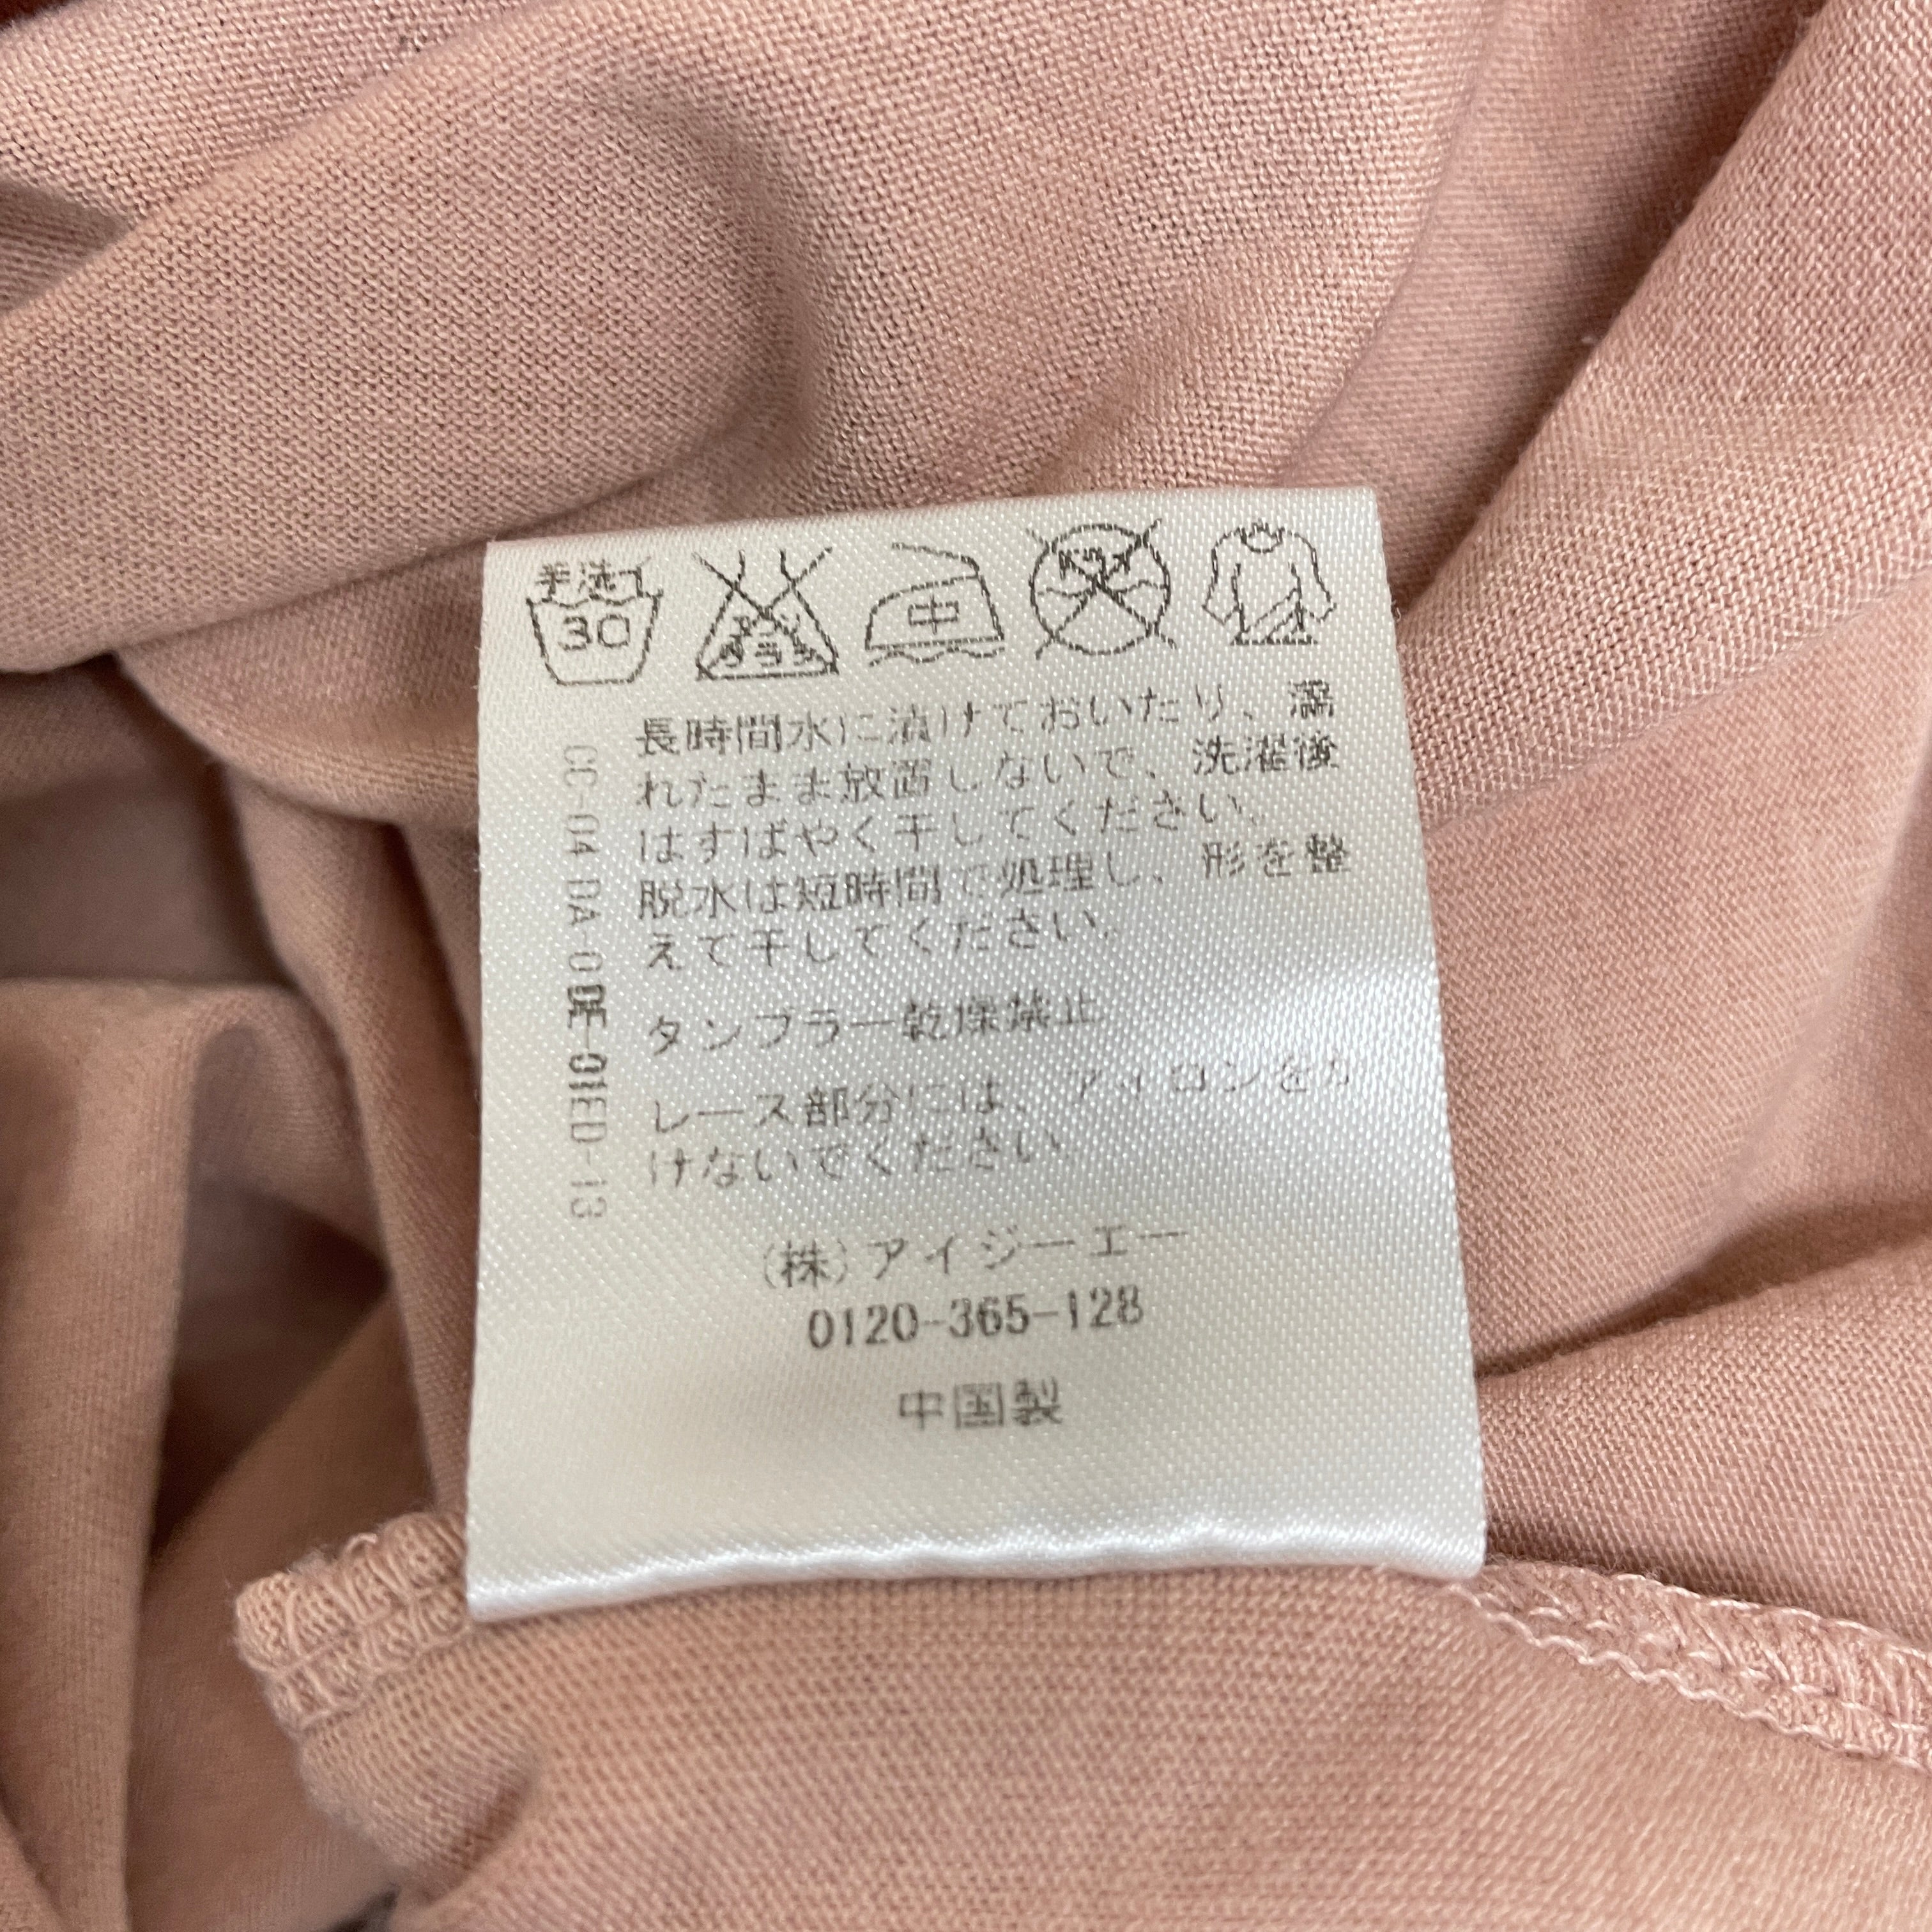 手洗イ
30
中
ドライ
長時間水に漬けておいたり、濡
れたまま放置しないで、洗濯後
はすばやく干してください。
脱水は短時間で処理し、形を整
えて干してください。
タンブラー乾燥禁止
レース部分には、アイロンをか
けないでください
(株)アイジーエー
0120-365-128
中国製